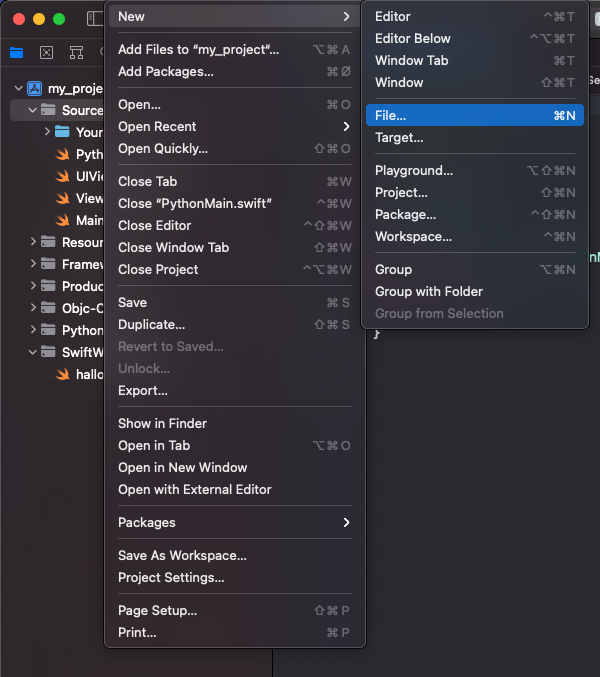 New
Add Files to “my_project”... ⌥⌘A
Add Packages... ⌘Ø
Open... ⌘O
Open Recent
Open Quickly... ⇧⌘O
Close Tab ⌘W
Close “PythonMain.swift” ^⌘W
Close Editor ^⇧⌘W
Close Window Tab ⇧⌘W
Close Project ^⌥⌘W
Save ⌘S
Duplicate... ⇧⌘S
Revert to Saved...
Unlock...
Export...
Show in Finder
Open in Tab ⌥⌘O
Open in New Window
Open with External Editor
Packages
Save As Workspace...
Project Settings...
Page Setup... ⇧⌘P
Print... ⌘P
Editor ^⌘T
Editor Below ^⌥⌘T
Window Tab ⌘T
Window ⇧⌘T
File... ⌘N
Target...
Playground... ⌥⇧⌘N
Project... ⇧⌘N
Package... ^⇧⌘N
Workspace... ^⌘N
Group ⌥⌘N
Group with Folder
Group from Selection
}
my_proje
Source
Your
Pyth
UIVi
View
Main
Resou
Framew
Produc
Objc-C
Python
SwiftW
hallo